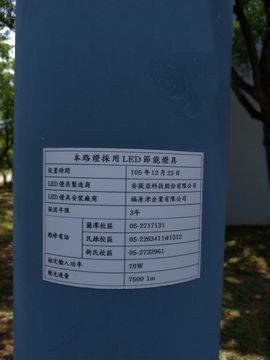 本路燈採用LED節能燈具
設置時間 105年12月23日
LED燈具製造商 安提亞科技股份有限公司
LED燈具安裝廠商 福原津企業有限公司
保固年限 3年
維修電話 蘭潭校區 05-2717131
民雄校區 05-2263411#1312
新民校區 05-2732961
額定輸入功率 70W
總光通量 7500 lm